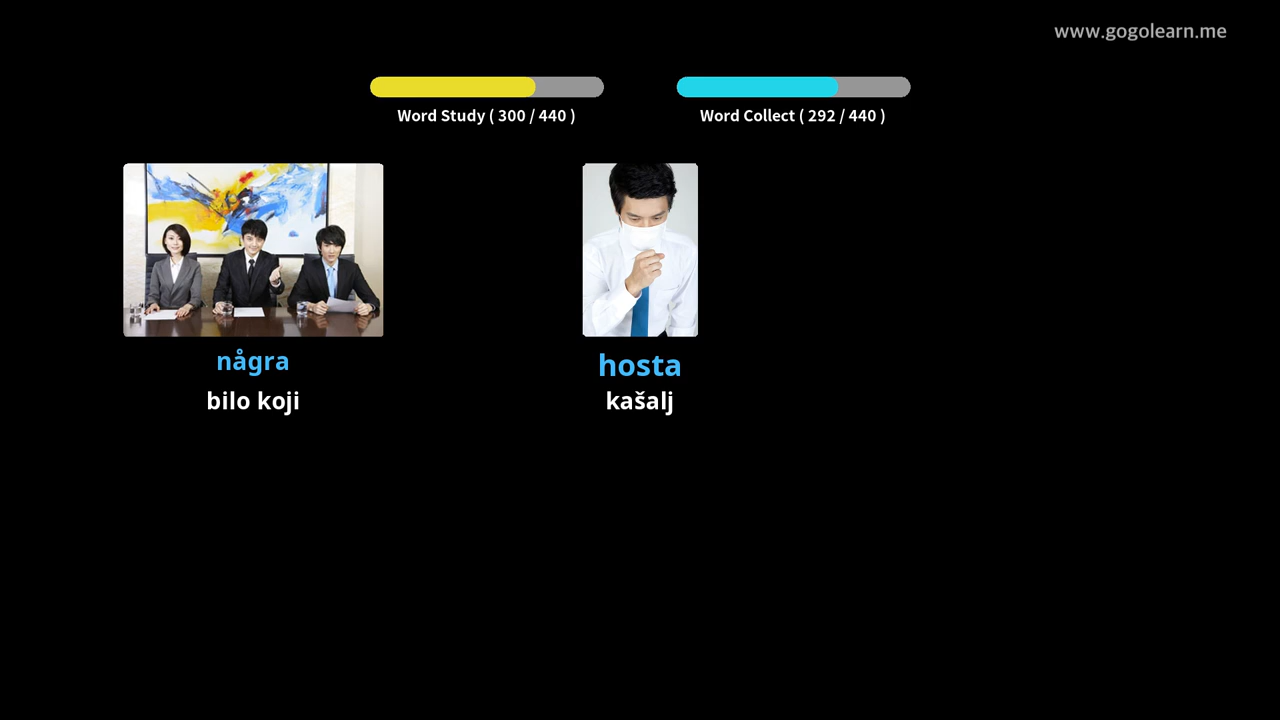 www.gogolearn.me
Word Study ( 300 / 440 )
Word Collect ( 292 / 440 )
några
bilo koji
hosta
kašalj